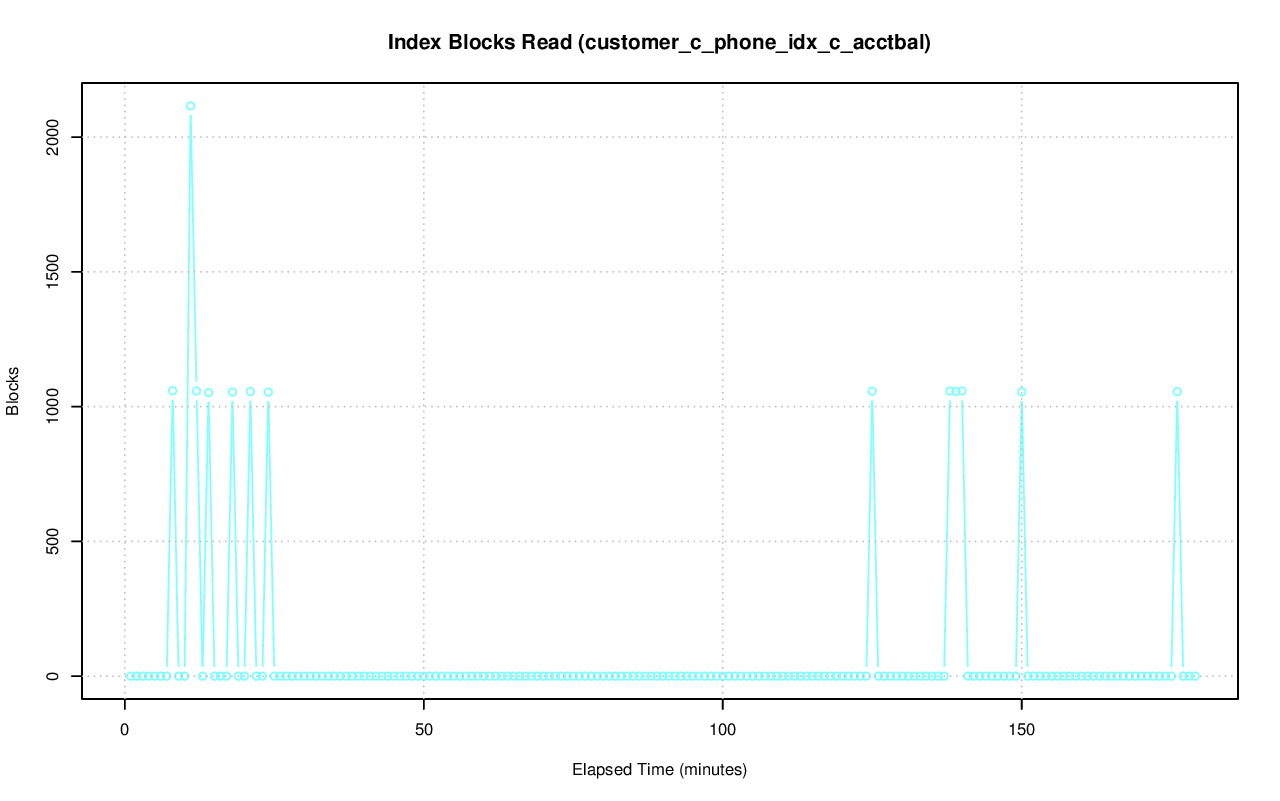 Index Blocks Read (customer_c_phone_idx_c_acctbal)
2000
1500
1000
500
0
Blocks
0 50 100 150
Elapsed Time (minutes)